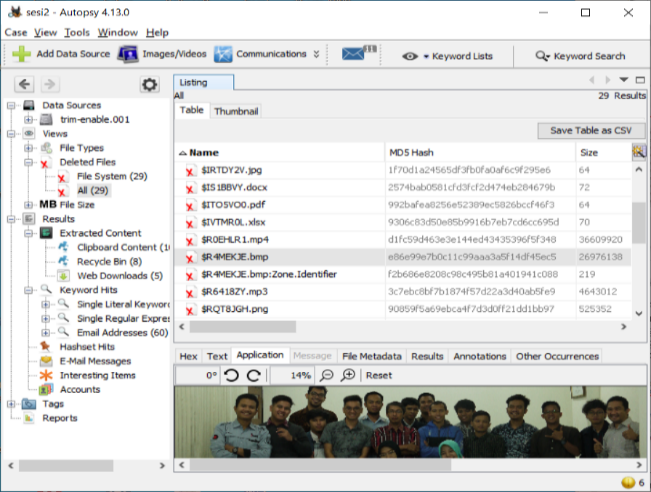 sesi2 - Autopsy 4.13.0
Case View Tools Window Help
Add Data Source Images/Videos Communications Keyword Lists Keyword Search
Listing
All 29 Results
Table Thumbnail
Save Table as CSV
Name MD5 Hash Size
$IRTDY2V.jpg 1f70d1a24565df3fb0fa0af6c9f295e6 64
$IS1BBVY.docx 2574bab0581cfd3fcf2d474eb284679b 72
$ITO5VO0.pdf 992bafea8256e52389ec5826bccf46f3 64
$IVTMR0L.xlsx 9306c83d50e85b9916b7eb7cd6cc695d 70
$R0EHLR1.mp4 d1fc59d463e3e144ed43435396f5f348 36609920
$R4MEKJE.bmp e86e99e7b0c11c99aaa3a5f14df45ec5 26976138
$R4MEKJE.bmp:Zone.Identifier f2b686e8208c98c495b81a401941c088 219
$R6418ZY.mp3 3c7ebc8bf7b1874f57d22a3d40ab5fe9 4643012
$RQT8JGH.png 90859f5a69ebca4f7d3d0ff21dd1bb97 525352
Data Sources
trim-enable.001
Views
File Types
Deleted Files
File System (29)
All (29)
MB File Size
Results
Extracted Content
Clipboard Content (1
Recycle Bin (8)
Web Downloads (5)
Keyword Hits
Single Literal Keywor
Single Regular Expre
Email Addresses (60)
Hashset Hits
E-Mail Messages
Interesting Items
Accounts
Tags
Reports
Hex Text Application Message File Metadata Results Annotations Other Occurrences
0° 14% Reset
6